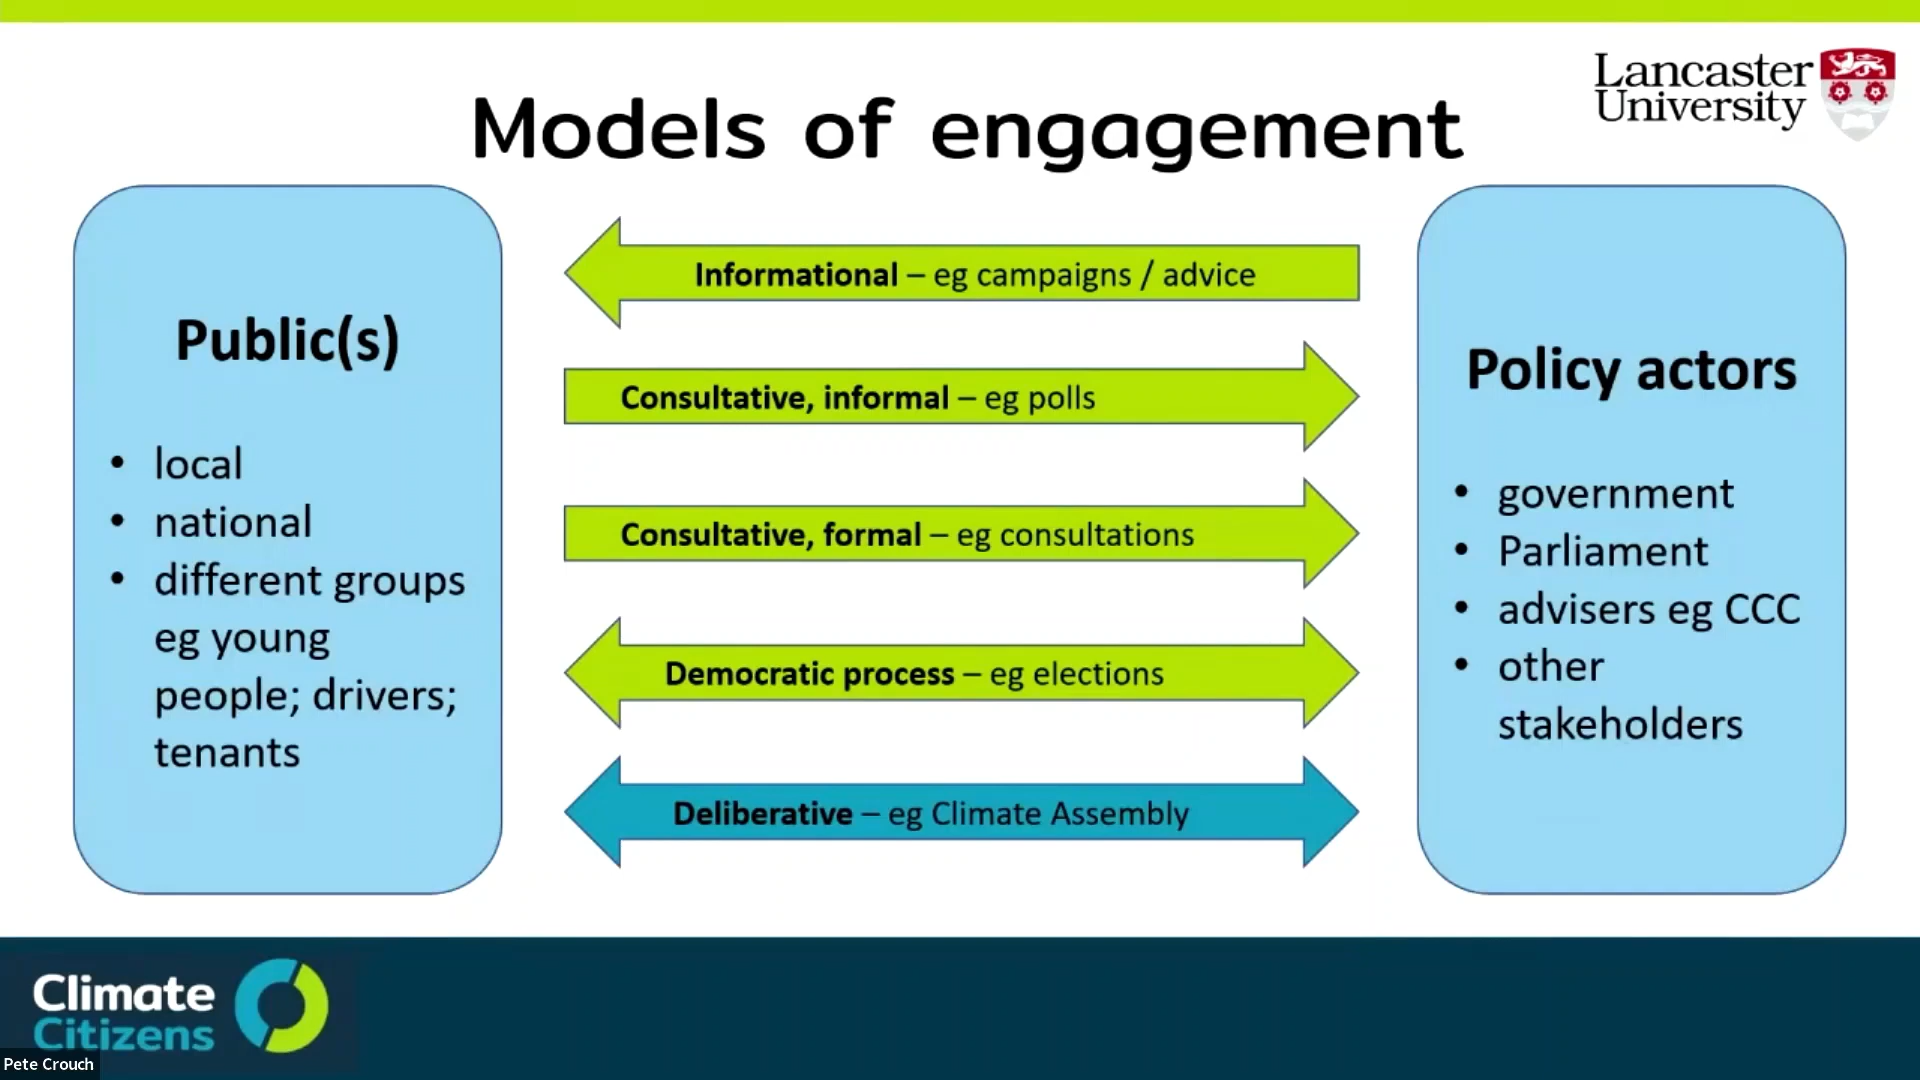 Lancaster
University
Models of engagement
Public(s)
• local
• national
• different groups
eg young
people; drivers;
tenants
Informational – eg campaigns / advice
Consultative, informal – eg polls
Consultative, formal – eg consultations
Democratic process – eg elections
Deliberative – eg Climate Assembly
Policy actors
• government
• Parliament
• advisers eg CCC
• other
stakeholders
Climate
Citizens
Pete Crouch